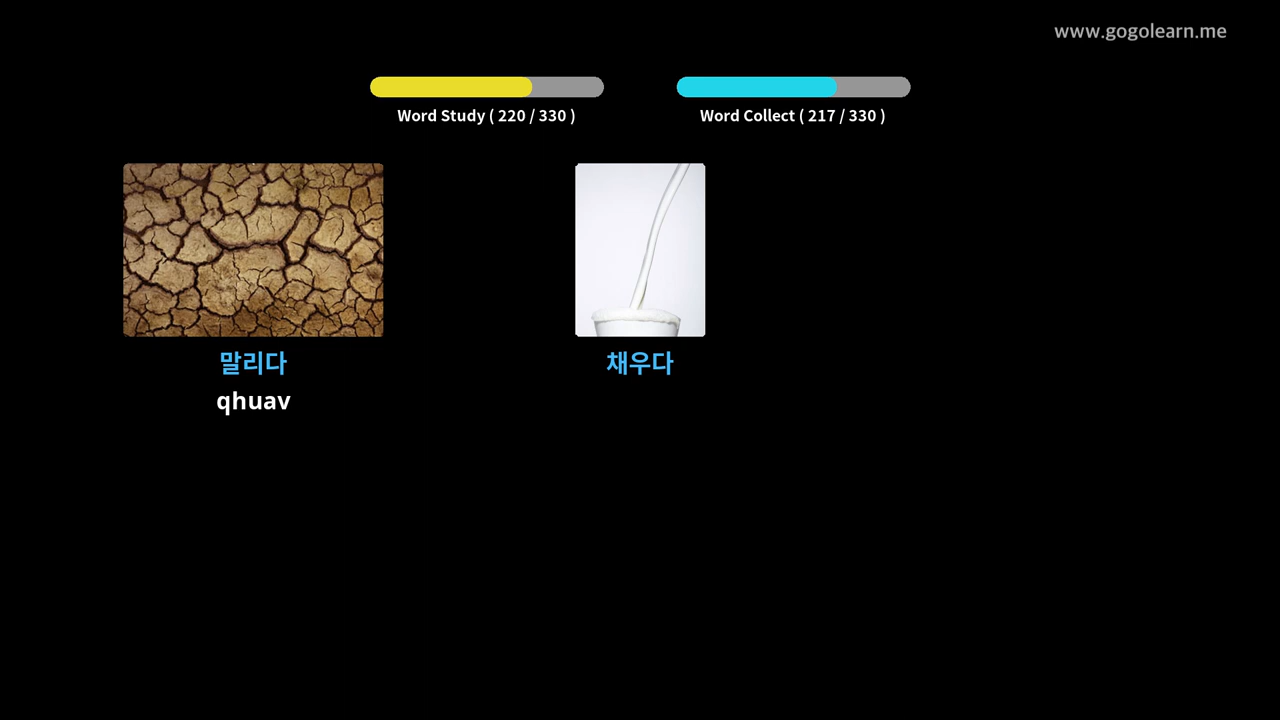 www.gogolearn.me
Word Study ( 220 / 330 )
Word Collect ( 217 / 330 )
말리다
채우다
qhuav